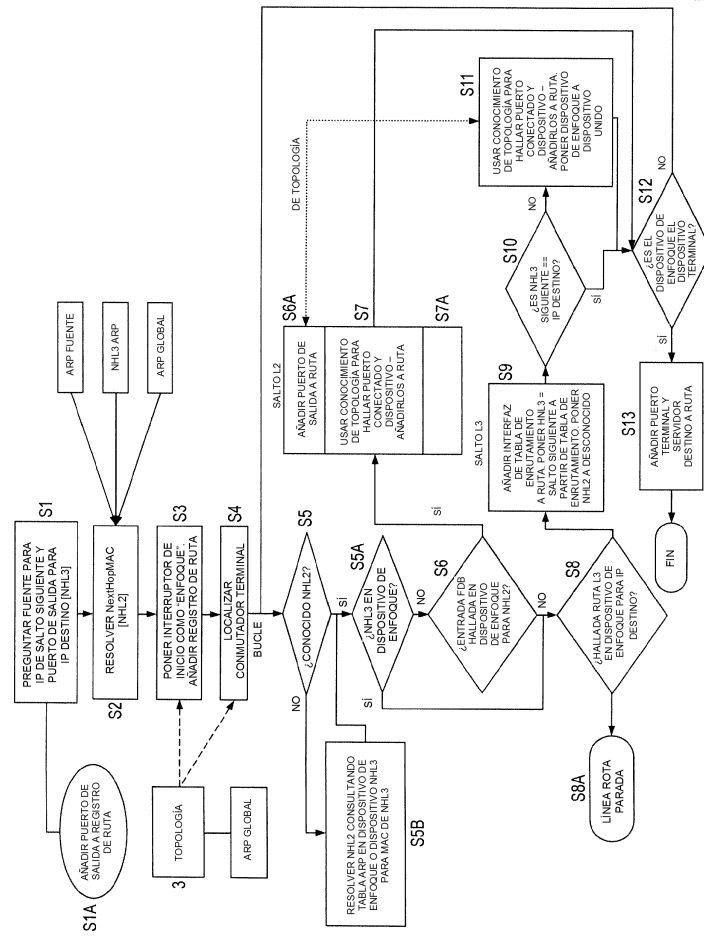 S1
PREGUNTAR FUENTE PARA
IP DE SALTO SIGUIENTE Y
PUERTO DE SALIDA PARA
IP DESTINO [NHL3]
S1A
AÑADIR PUERTO DE
SALIDA A REGISTRO
DE RUTA
ARP FUENTE
NHL3 ARP
ARP GLOBAL
S2
RESOLVER NextHopMAC
[NHL2]
S3
PONER INTERRUPTOR DE
INICIO COMO "ENFOQUE".
AÑADIR REGISTRO DE RUTA
3
TOPOLOGÍA
ARP GLOBAL
S4
LOCALIZAR
CONMUTADOR TERMINAL
BUCLE
S5
¿CONOCIDO NHL2?
NO
SÍ
S5B
RESOLVER NHL2 CONSULTANDO
TABLA ARP EN DISPOSITIVO DE
ENFOQUE O DISPOSITIVO NHL3
PARA MAC DE NHL3
S5A
¿NHL3 EN
DISPOSITIVO DE
ENFOQUE?
SÍ
NO
S6
¿ENTRADA FDB
HALLADA EN
DISPOSITIVO
DE ENFOQUE
PARA NHL2?
SÍ
NO
SALTO L2
S6A
AÑADIR PUERTO DE
SALIDA A RUTA
S7
USAR CONOCIMIENTO
DE TOPOLOGÍA PARA
HALLAR PUERTO
CONECTADO Y
DISPOSITIVO –
AÑADIRLOS A RUTA
S7A
DE TOPOLOGÍA
S8
¿HALLADA RUTA L3
EN DISPOSITIVO DE
ENFOQUE PARA IP
DESTINO?
S8A
LÍNEA ROTA
PARADA
SALTO L3
S9
AÑADIR INTERFAZ
DE TABLA DE
ENRUTAMIENTO
A RUTA. PONER HNL3 =
SALTO SIGUIENTE A
PARTIR DE TABLA DE
ENRUTAMIENTO. PONER
NHL2 A DESCONOCIDO
S10
¿ES NHL3
SIGUIENTE ==
IP DESTINO?
NO
SÍ
S11
USAR CONOCIMIENTO
DE TOPOLOGÍA PARA
HALLAR PUERTO
CONECTADO Y
DISPOSITIVO –
AÑADIRLOS A RUTA.
PONER DISPOSITIVO
DE ENFOQUE A
DISPOSITIVO
UNIDO
S12
¿ES EL
DISPOSITIVO DE
ENFOQUE EL
DISPOSITIVO
TERMINAL?
NO
SÍ
S13
AÑADIR PUERTO
TERMINAL Y
SERVIDOR
DESTINO A RUTA
FIN